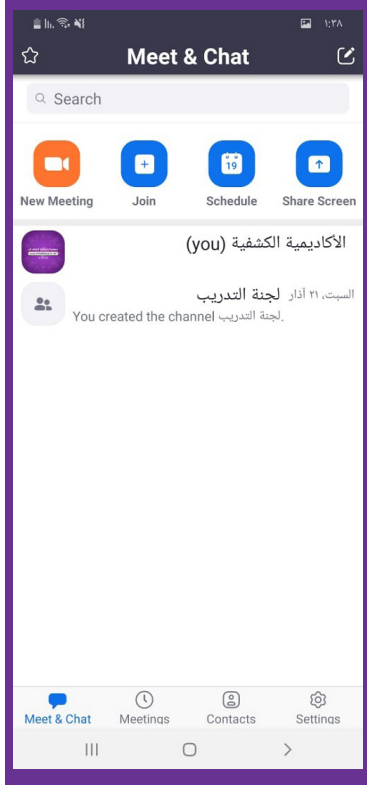 ١:٣٨
Meet & Chat
Search
19
New Meeting
Join
Schedule
Share Screen
الأكاديمية الكشفية (you)
لجنة التدريب
السبت، ٢١ آذار
You created the channel لجنة التدريب.
Meet & Chat
Meetings
Contacts
Settings